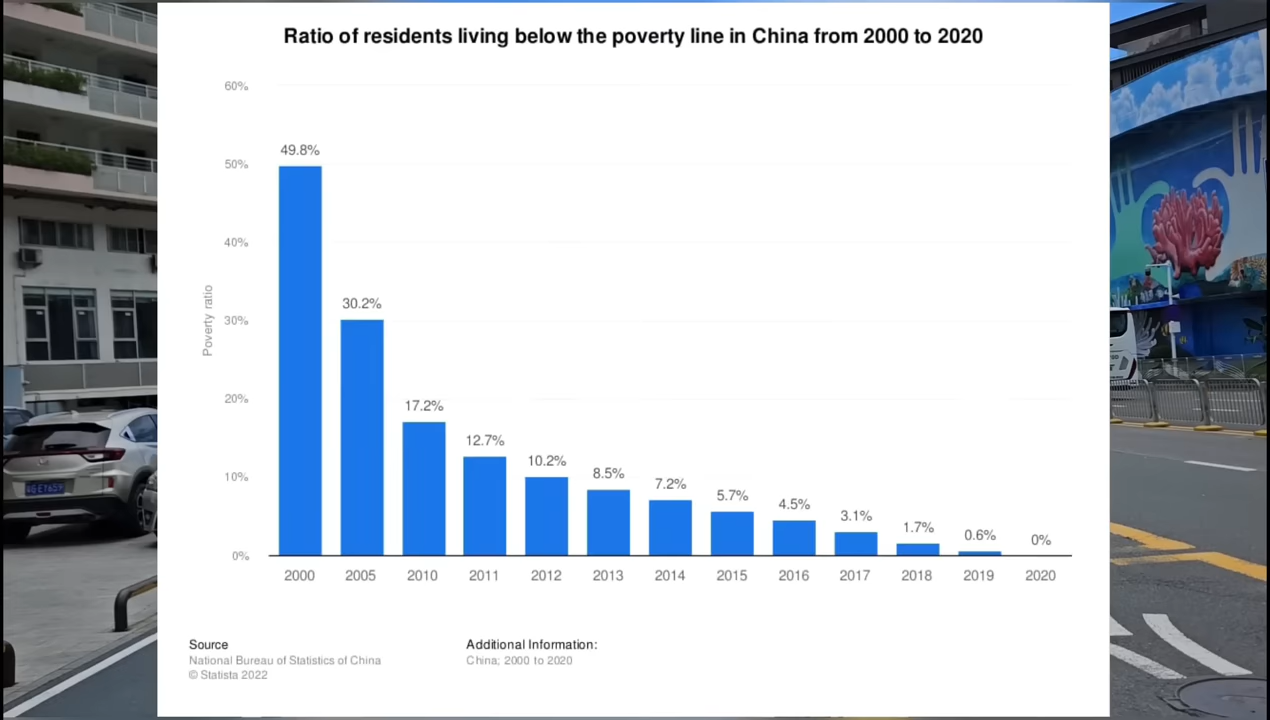 Ratio of residents living below the poverty line in China from 2000 to 2020
60%
50%
40%
30%
20%
10%
0%
Poverty ratio
49.8%
30.2%
17.2%
12.7%
10.2%
8.5%
7.2%
5.7%
4.5%
3.1%
1.7%
0.6%
0%
2000 2005 2010 2011 2012 2013 2014 2015 2016 2017 2018 2019 2020
Source
National Bureau of Statistics of China
© Statista 2022
Additional Information:
China; 2000 to 2020